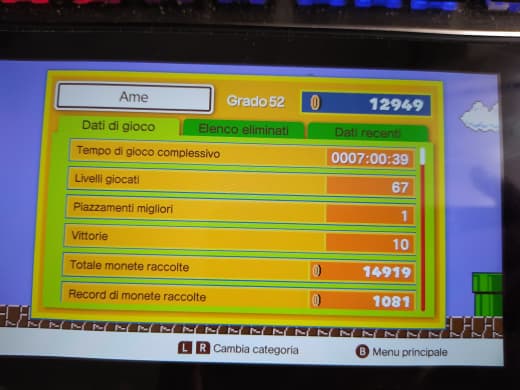 Ame Grado 52 12949
Dati di gioco Elenco eliminati Dati recenti
Tempo di gioco complessivo 0007:00:39
Livelli giocati 67
Piazzamenti migliori 1
Vittorie 10
Totale monete raccolte 14919
Record di monete raccolte 1081
L R Cambia categoria B Menu principale